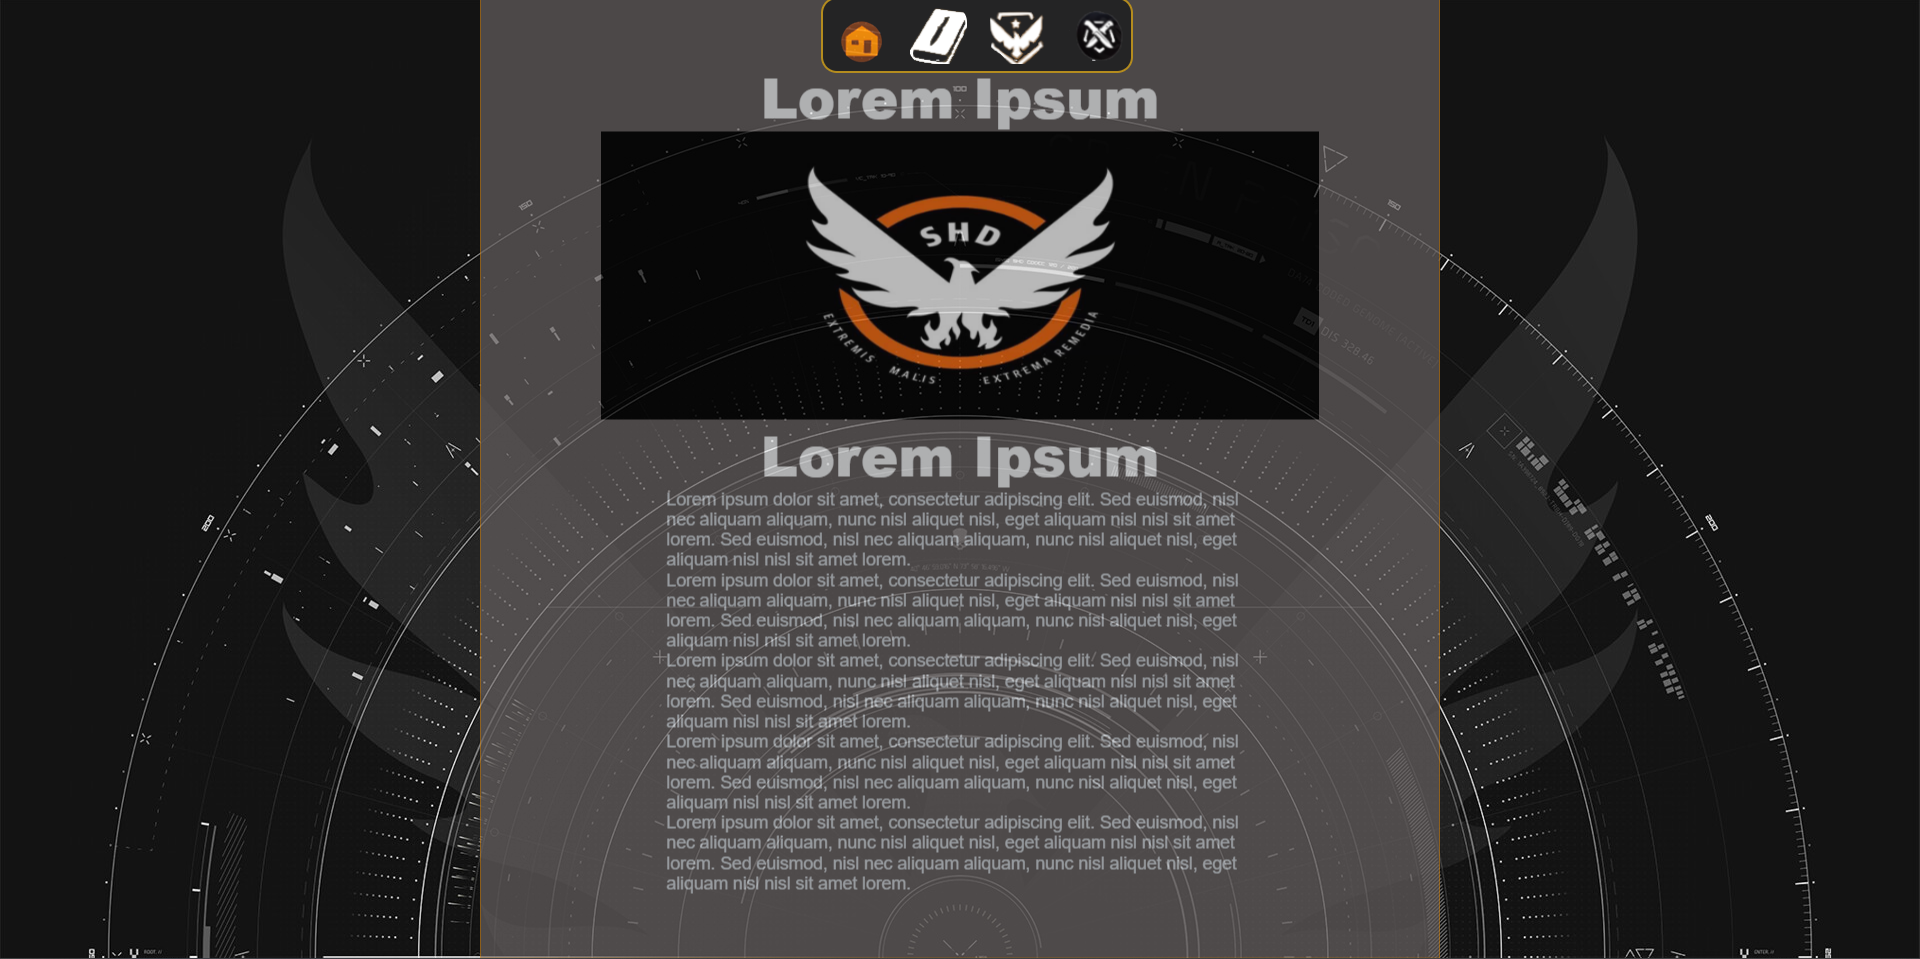 Lorem Ipsum
100
150
150
SHD
EXTREMIS MALIS EXTREMA REMEDIA
DIS 328.46
Lorem Ipsum
Lorem ipsum dolor sit amet, consectetur adipiscing elit. Sed euismod, nisl
nec aliquam aliquam, nunc nisl aliquet nisl, eget aliquam nisl nisl sit amet
lorem. Sed euismod, nisl nec aliquam aliquam, nunc nisl aliquet nisl, eget
aliquam nisl nisl sit amet lorem.
Lorem ipsum dolor sit amet, consectetur adipiscing elit. Sed euismod, nisl
nec aliquam aliquam, nunc nisl aliquet nisl, eget aliquam nisl nisl sit amet
lorem. Sed euismod, nisl nec aliquam aliquam, nunc nisl aliquet nisl, eget
aliquam nisl nisl sit amet lorem.
Lorem ipsum dolor sit amet, consectetur adipiscing elit. Sed euismod, nisl
nec aliquam aliquam, nunc nisl aliquet nisl, eget aliquam nisl nisl sit amet
lorem. Sed euismod, nisl nec aliquam aliquam, nunc nisl aliquet nisl, eget
aliquam nisl nisl sit amet lorem.
Lorem ipsum dolor sit amet, consectetur adipiscing elit. Sed euismod, nisl
nec aliquam aliquam, nunc nisl aliquet nisl, eget aliquam nisl nisl sit amet
lorem. Sed euismod, nisl nec aliquam aliquam, nunc nisl aliquet nisl, eget
aliquam nisl nisl sit amet lorem.
Lorem ipsum dolor sit amet, consectetur adipiscing elit. Sed euismod, nisl
nec aliquam aliquam, nunc nisl aliquet nisl, eget aliquam nisl nisl sit amet
lorem. Sed euismod, nisl nec aliquam aliquam, nunc nisl aliquet nisl, eget
aliquam nisl nisl sit amet lorem.
200
200